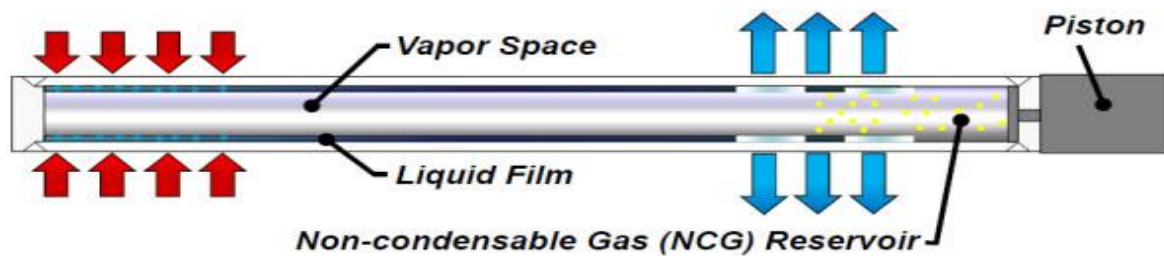 Piston
Vapor Space
Liquid Film
Non-condensable Gas (NCG) Reservoir